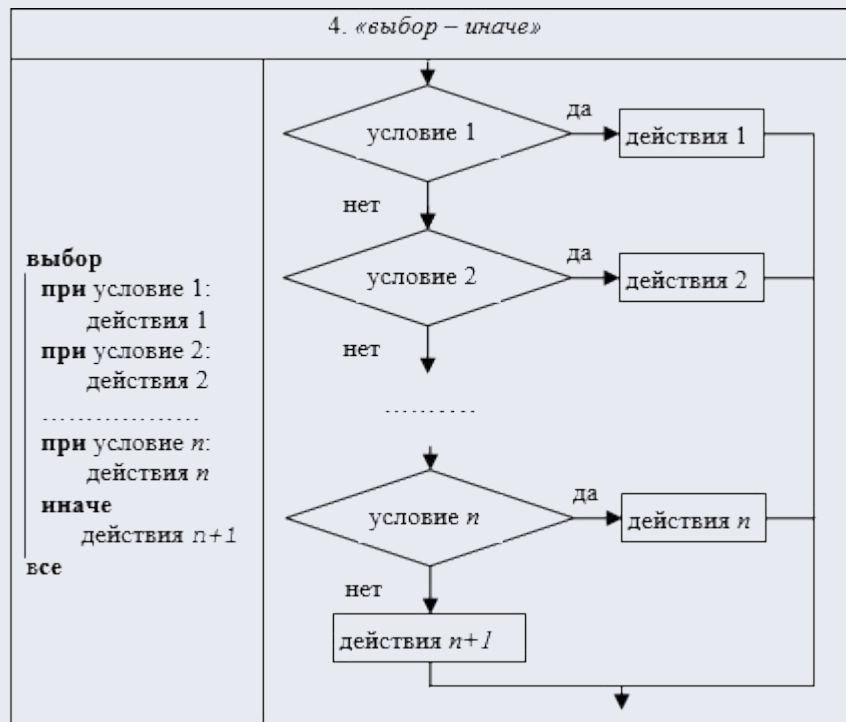 4. «выбор – иначе»
выбор
при условие 1:
действия 1
при условие 2:
действия 2
..................
при условие n:
действия n
иначе
действия n+1
все
условие 1
да
действия 1
нет
условие 2
да
действия 2
нет
..........
условие n
да
действия n
нет
действия n+1